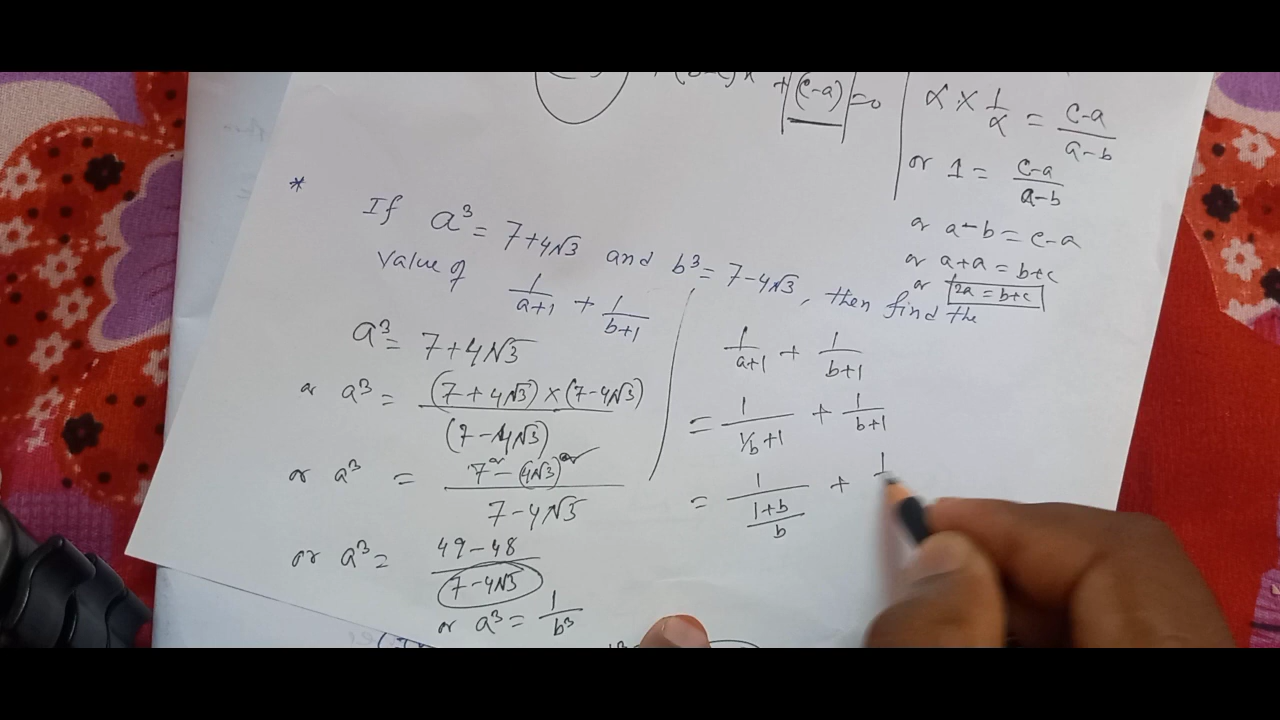 + (c-a) = 0
α × 1/α = c-a/a-b
or 1 = c-a/a-b
or a-b = c-a
or a+a = b+c
or 2a = b+c
*
If a³ = 7+4√3 and b³ = 7-4√3, then find the
value of 1/a+1 + 1/b+1
a³ = 7+4√3
or a³ = (7+4√3)×(7-4√3)/(7-4√3)
or a³ = 7² - (4√3)²/7-4√3
or a³ = 49-48/7-4√3
or a³ = 1/b³
1/a+1 + 1/b+1
= 1/1/b+1 + 1/b+1
= 1/1+b/b + 1